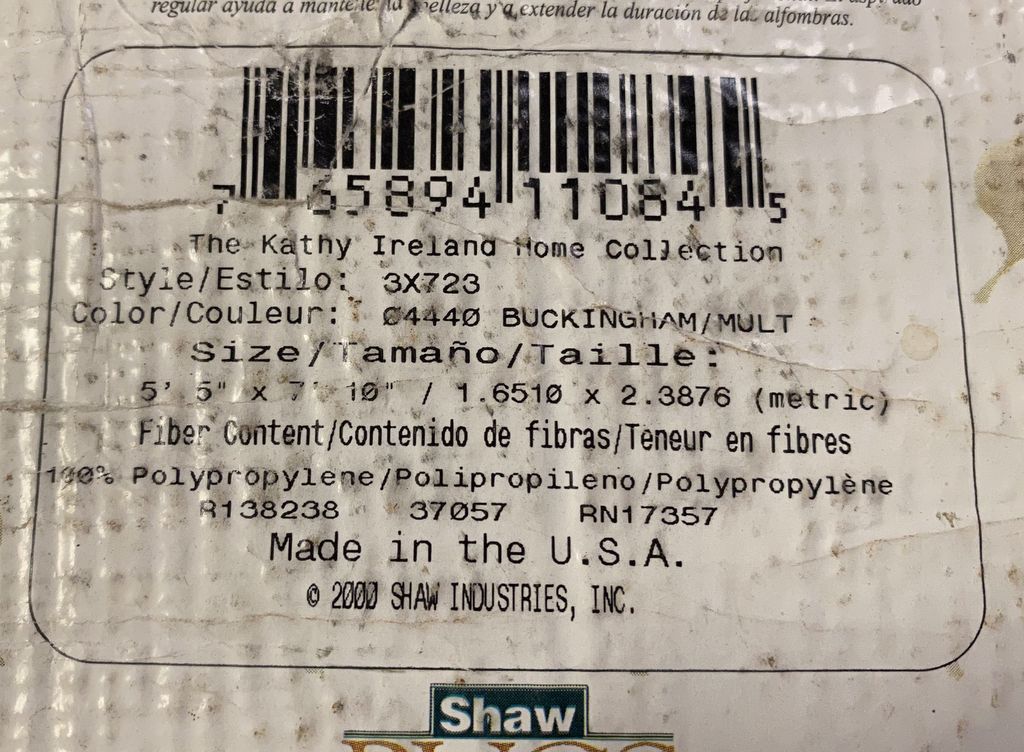 regular ayuda a la belleza y a extender la duración de las alfombras.
7 65894 11084 5
The Kathy Ireland Home Collection
Style/Estilo: 3X723
Color/Couleur: 04440 BUCKINGHAM/MULT
Size/Tamaño/Taille:
5' 5" x 7' 10" / 1.6510 x 2.3876 (metric)
Fiber Content/Contenido de fibras/Teneur en fibres
100% Polypropylene/Polipropileno/Polypropylène
R138238 37057 RN17357
Made in the U.S.A.
© 2000 SHAW INDUSTRIES, INC.
Shaw
RUGS